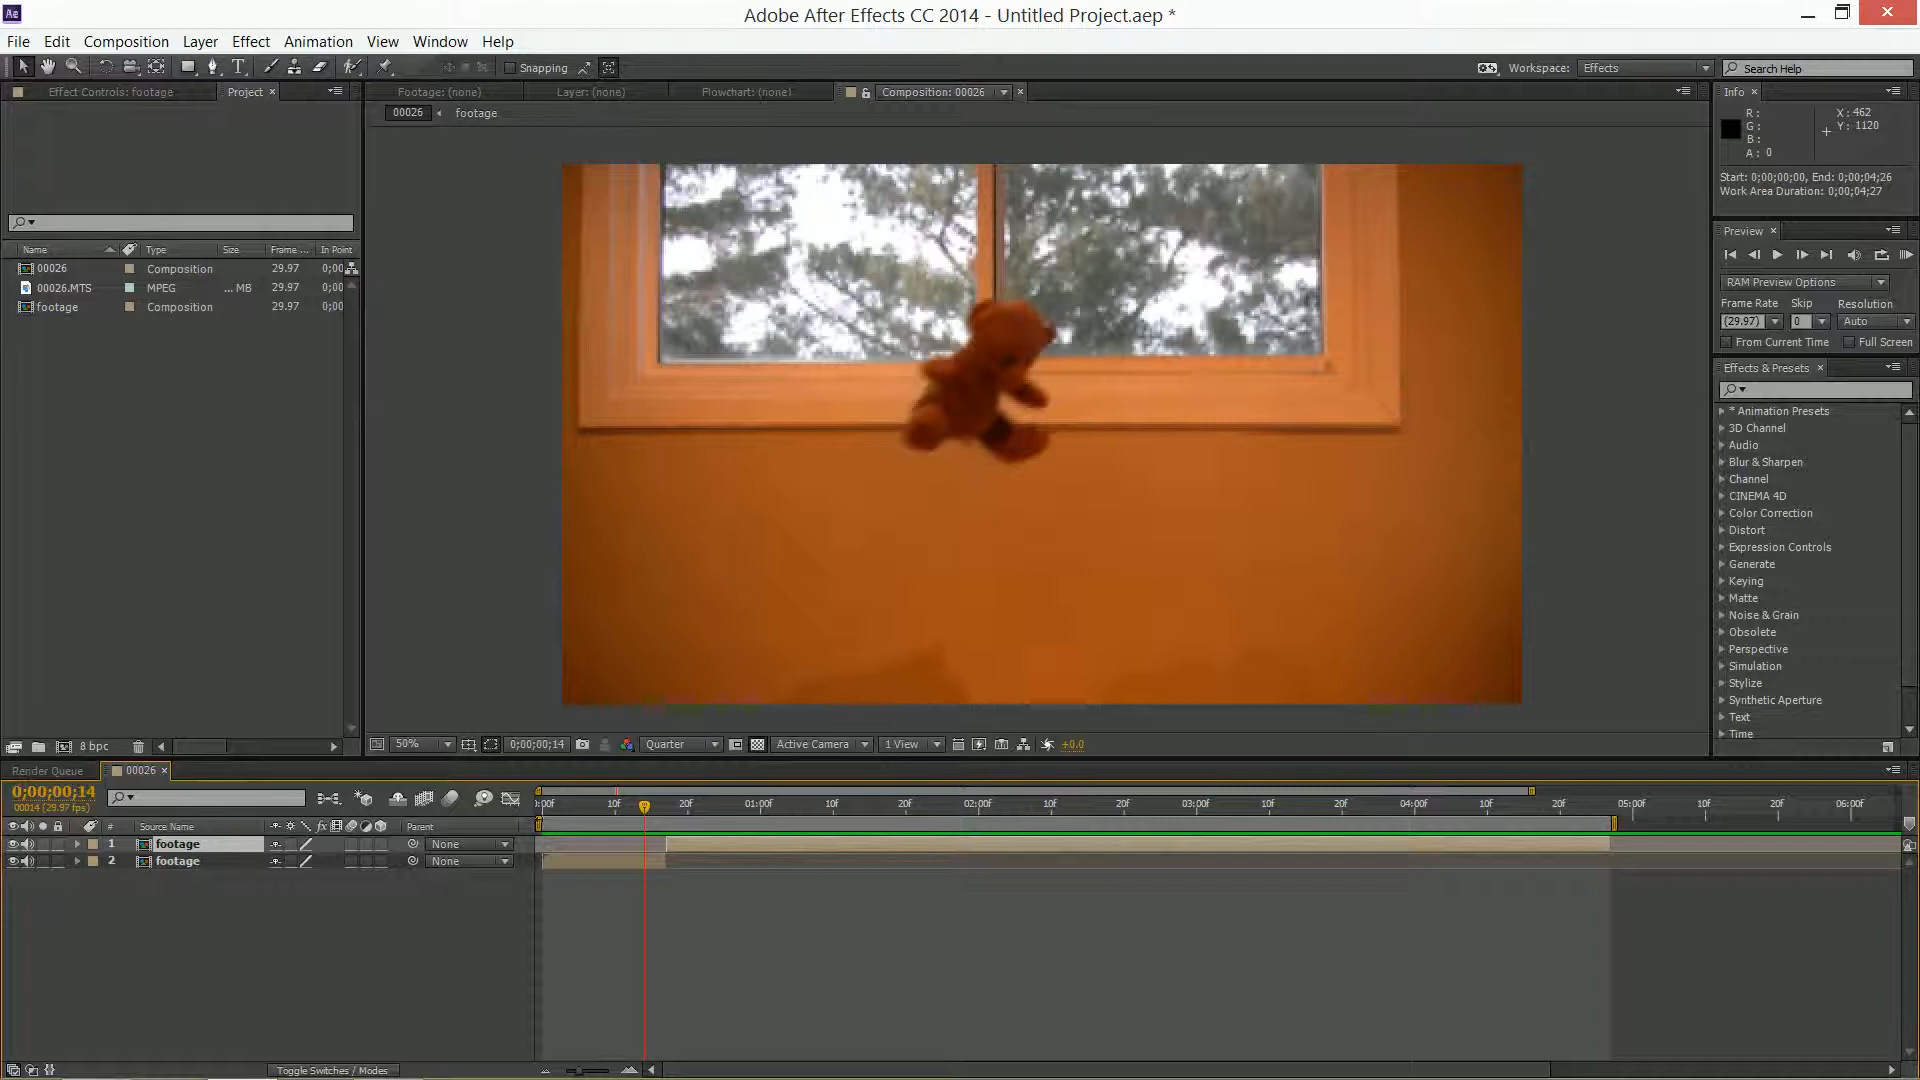 Ae
Adobe After Effects CC 2014 - Untitled Project.aep *
File Edit Composition Layer Effect Animation View Window Help
T Snapping Workspace: Effects Search Help
Effect Controls: footage Project × Footage: (none) Layer: (none) Flowchart: (none) Composition: 00026 × Info ×
00026 footage
R: X: 462
G: Y: 1120
B:
A: 0
Start: 0;00;00;00, End: 0;00;04;26
Work Area Duration: 0;00;04;27
Preview ×
Name Type Size Frame ... In Point
00026 Composition 29.97 0;00
00026.MTS MPEG ... MB 29.97 0;00
footage Composition 29.97 0;00
RAM Preview Options
Frame Rate Skip Resolution
(29.97) 0 Auto
From Current Time Full Screen
Effects & Presets ×
* Animation Presets
3D Channel
Audio
Blur & Sharpen
Channel
CINEMA 4D
Color Correction
Distort
Expression Controls
Generate
Keying
Matte
Noise & Grain
Obsolete
Perspective
Simulation
Stylize
Synthetic Aperture
Text
Time
8 bpc
50% 0;00;00;14 Quarter Active Camera 1 View +0.0
Render Queue 00026 ×
0;00;00;14
00014 (29.97 fps)
0:00f 10f 20f 01:00f 10f 20f 02:00f 10f 20f 03:00f 10f 20f 04:00f 10f 20f 05:00f 10f 20f 06:00f
# Source Name fx Parent
1 footage None
2 footage None
Toggle Switches / Modes